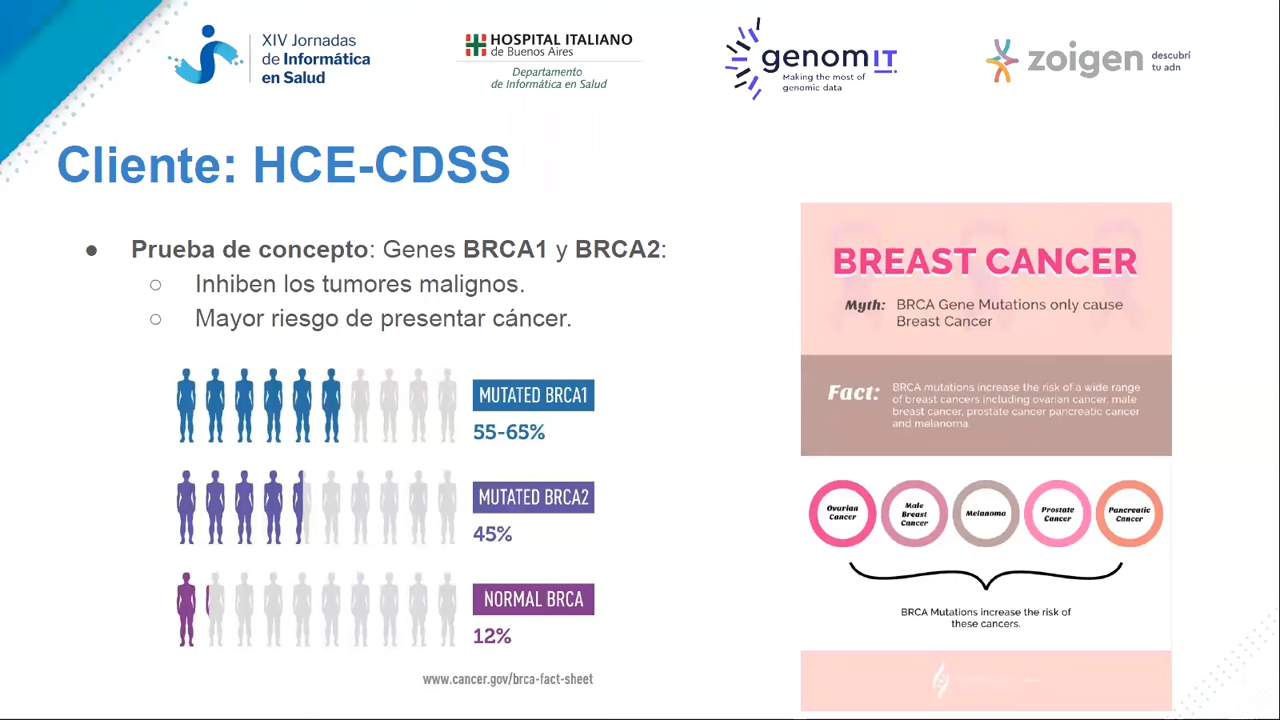 XIV Jornadas
de Informática
en Salud
HOSPITAL ITALIANO
de Buenos Aires
Departamento
de Informática en Salud
genomIT
Making the most of
genomic data
zoigen
descubrí
tu adn
Cliente: HCE-CDSS
● Prueba de concepto: Genes BRCA1 y BRCA2:
○ Inhiben los tumores malignos.
○ Mayor riesgo de presentar cáncer.
MUTATED BRCA1
55-65%
MUTATED BRCA2
45%
NORMAL BRCA
12%
www.cancer.gov/brca-fact-sheet
BREAST CANCER
Myth: BRCA Gene Mutations only cause
Breast Cancer
Fact: BRCA mutations increase the risk of a wide range
of breast cancers including ovarian cancer, male
breast cancer, prostate cancer pancreatic cancer
and melanoma.
Ovarian
Cancer
Male
Breast
Cancer
Melanoma
Prostate
Cancer
Pancreatic
Cancer
BRCA Mutations increase the risk of
these cancers.